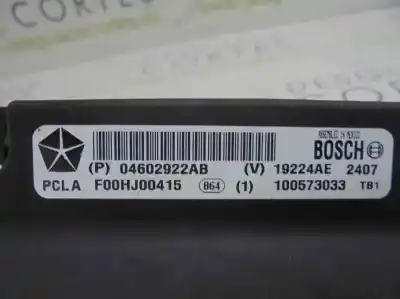 ASSEMBLED IN MEXICO
BOSCH
(P) 04602922AB (V) 19224AE 2407
PCLA F00HJ00415 864 (1) 100573033 TB1